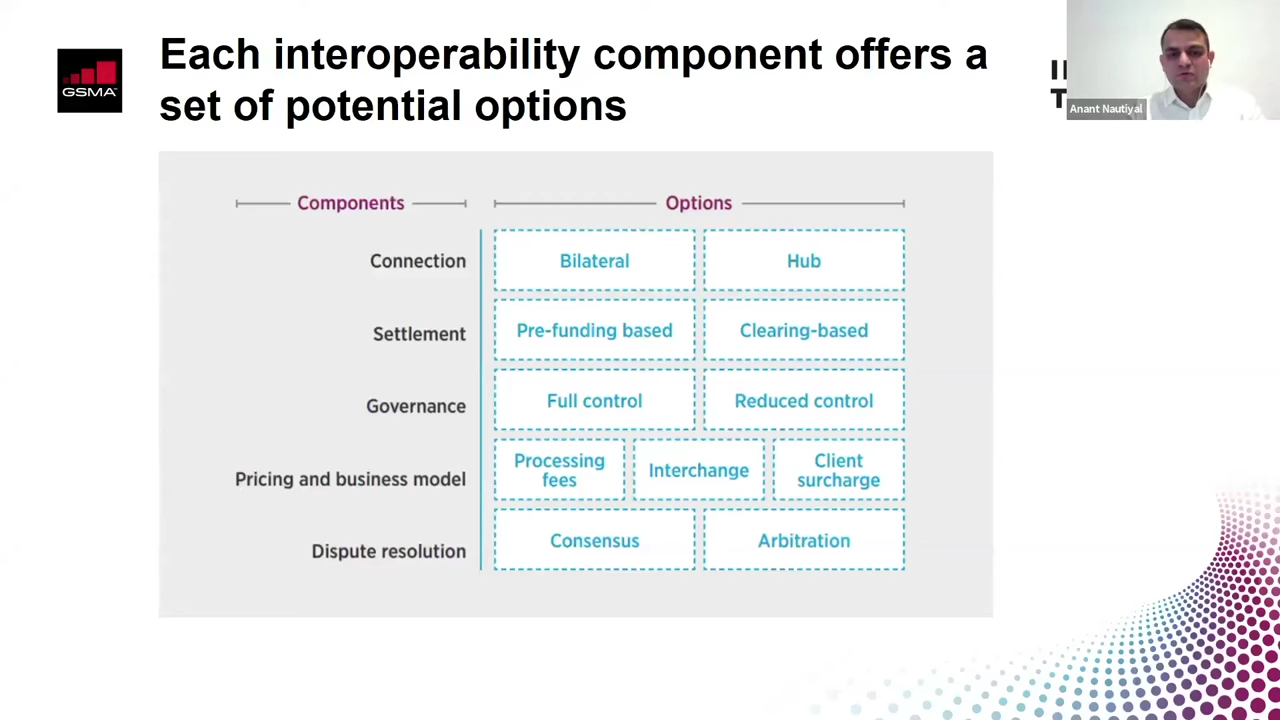 Each interoperability component offers a
set of potential options
GSMA™
Anant Nautiyal
Components
Options
Connection
Bilateral
Hub
Settlement
Pre-funding based
Clearing-based
Governance
Full control
Reduced control
Pricing and business model
Processing
fees
Interchange
Client
surcharge
Dispute resolution
Consensus
Arbitration